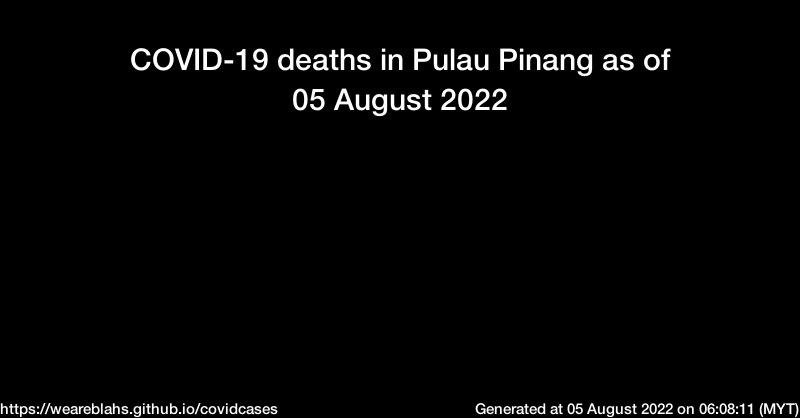 COVID-19 deaths in Pulau Pinang as of
05 August 2022
https://weareblahs.github.io/covidcases
Generated at 05 August 2022 on 06:08:11 (MYT)